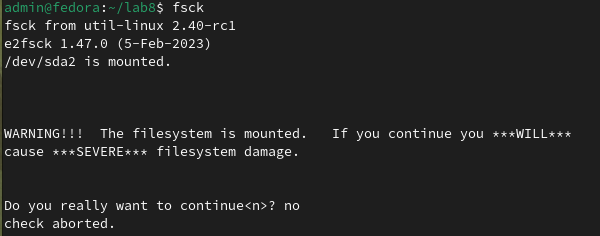 admin@fedora:~/lab8$ fsck
fsck from util-linux 2.40-rc1
e2fsck 1.47.0 (5-Feb-2023)
/dev/sda2 is mounted.
WARNING!!!  The filesystem is mounted.   If you continue you ***WILL***
cause ***SEVERE*** filesystem damage.
Do you really want to continue<n>? no
check aborted.